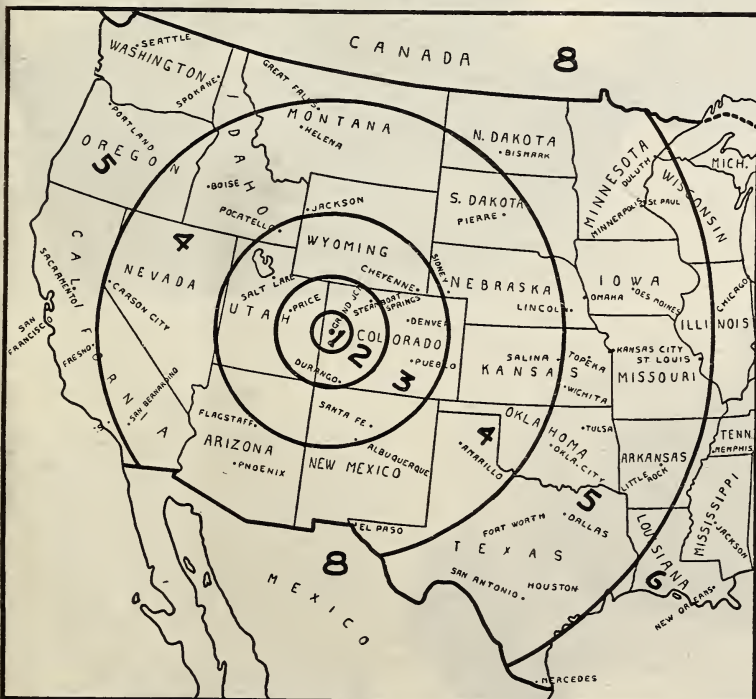 CANADA
8
SEATTLE
WASHINGTON
SPOKANE
GREAT FALLS
MONTANA
HELENA
N. DAKOTA
BISMARK
MINNESOTA
DULUTH
MICH.
WISCONSIN
PORTLAND
OREGON
5
IDAHO
BOISE
POCATELLO
JACKSON
S. DAKOTA
PIERRE
MINNEAPOLIS
ST PAUL
4
WYOMING
CHEYENNE
SIDNEY
NEBRASKA
LINCOLN
IOWA
OMAHA
DES MOINES
CHICAGO
ILLINOIS
CALIFORNIA
SACRAMENTO
NEVADA
CARSON CITY
SALT LAKE
UTAH
PRICE
GRAND JCT
STEAMBOAT
SPRINGS
DENVER
COLORADO
PUEBLO
1
2
3
DURANGO
SAN
FRANCISCO
FRESNO
SAN BERNARDINO
SALINA
TOPEKA
KANSAS
WICHITA
KANSAS CITY
ST LOUIS
MISSOURI
FLAGSTAFF
ARIZONA
PHOENIX
SANTA FE
ALBUQUERQUE
NEW MEXICO
4
AMARILLO
OKLAHOMA
TULSA
OKLA. CITY
ARKANSAS
LITTLE
ROCK
TENN.
MEMPHIS
EL PASO
5
FORT WORTH
DALLAS
TEXAS
SAN ANTONIO
HOUSTON
LOUISIANA
6
MISSISSIPPI
JACKSON
NEW ORLEANS
8
MEXICO
MERCEDES